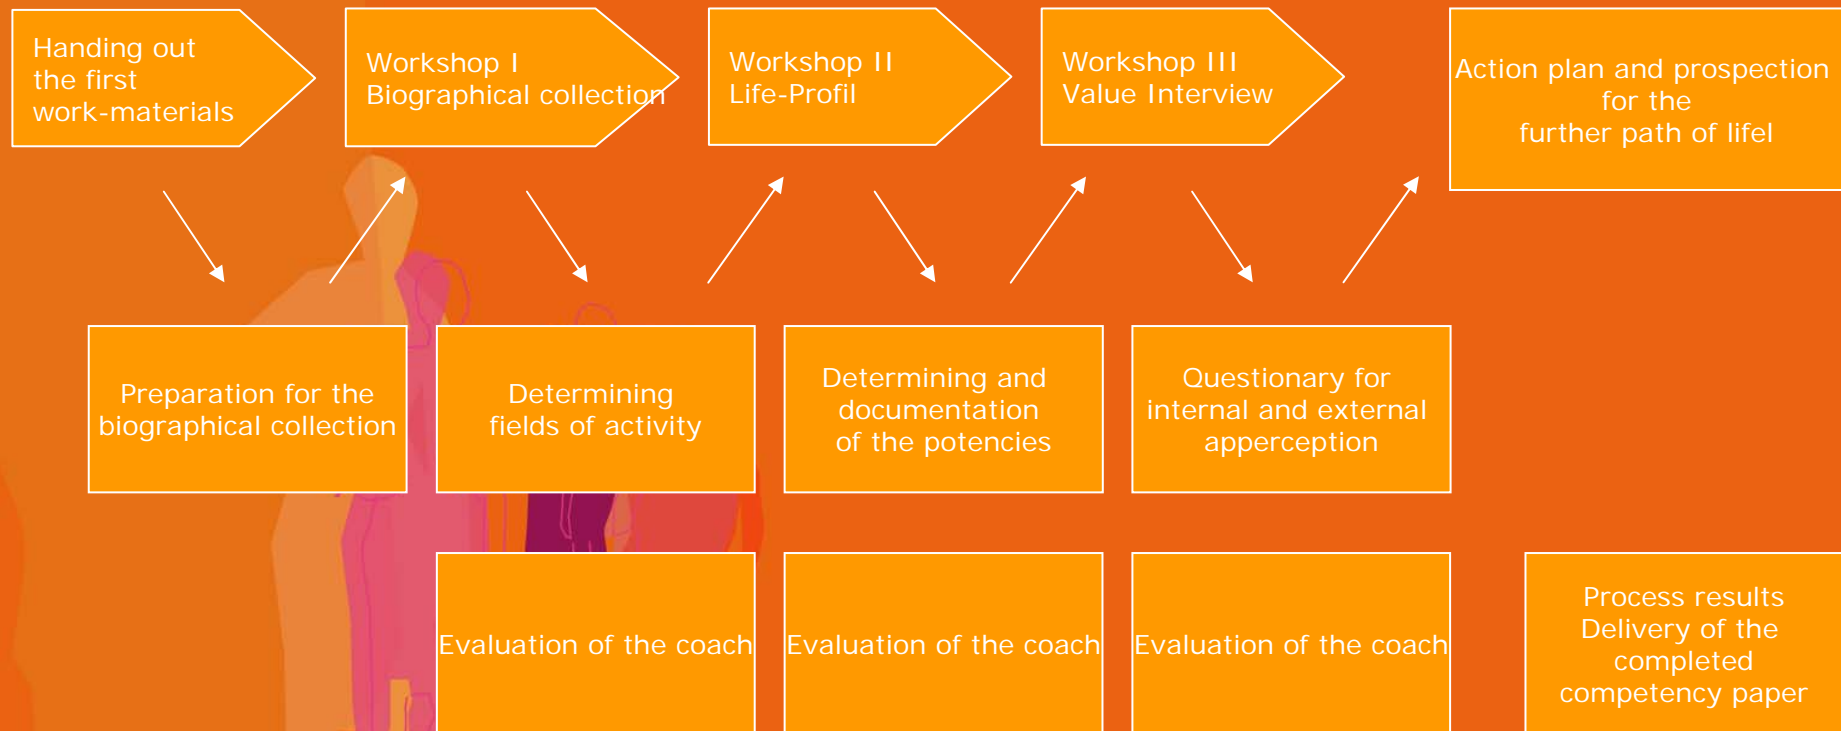 Handing out
the first
work-materials
Workshop I
Biographical collection
Workshop II
Life-Profil
Workshop III
Value Interview
Action plan and prospection
for the
further path of lifel
Preparation for the
biographical collection
Determining
fields of activity
Determining and
documentation
of the potencies
Questionary for
internal and external
apperception
Evaluation of the coach
Evaluation of the coach
Evaluation of the coach
Process results
Delivery of the
completed
competency paper